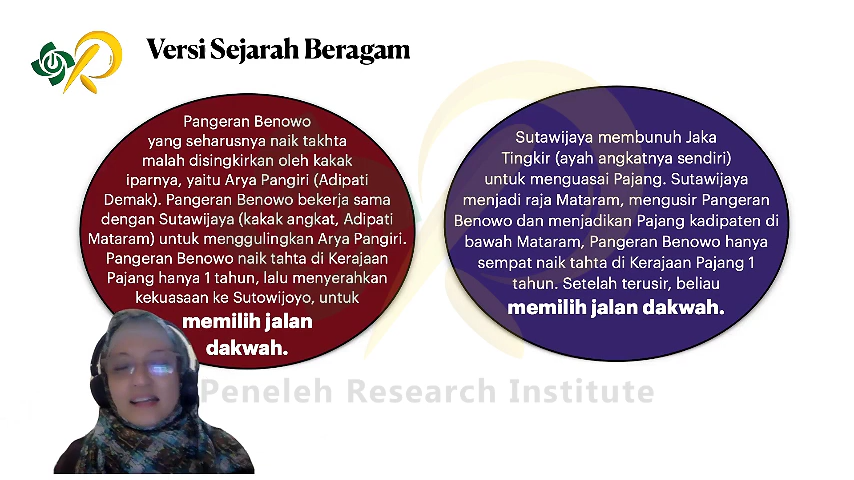 Versi Sejarah Beragam
Pangeran Benowo
yang seharusnya naik takhta
malah disingkirkan oleh kakak
iparnya, yaitu Arya Pangiri (Adipati
Demak). Pangeran Benowo bekerja sama
dengan Sutawijaya (kakak angkat, Adipati
Mataram) untuk menggulingkan Arya Pangiri.
Pangeran Benowo naik tahta di Kerajaan
Pajang hanya 1 tahun, lalu menyerahkan
kekuasaan ke Sutowijoyo, untuk
memilih jalan
dakwah.
Sutawijaya membunuh Jaka
Tingkir (ayah angkatnya sendiri)
untuk menguasai Pajang. Sutawijaya
menjadi raja Mataram, mengusir Pangeran
Benowo dan menjadikan Pajang kadipaten di
bawah Mataram, Pangeran Benowo hanya
sempat naik tahta di Kerajaan Pajang 1
tahun. Setelah terusir, beliau
memilih jalan dakwah.
Peneleh Research Institute